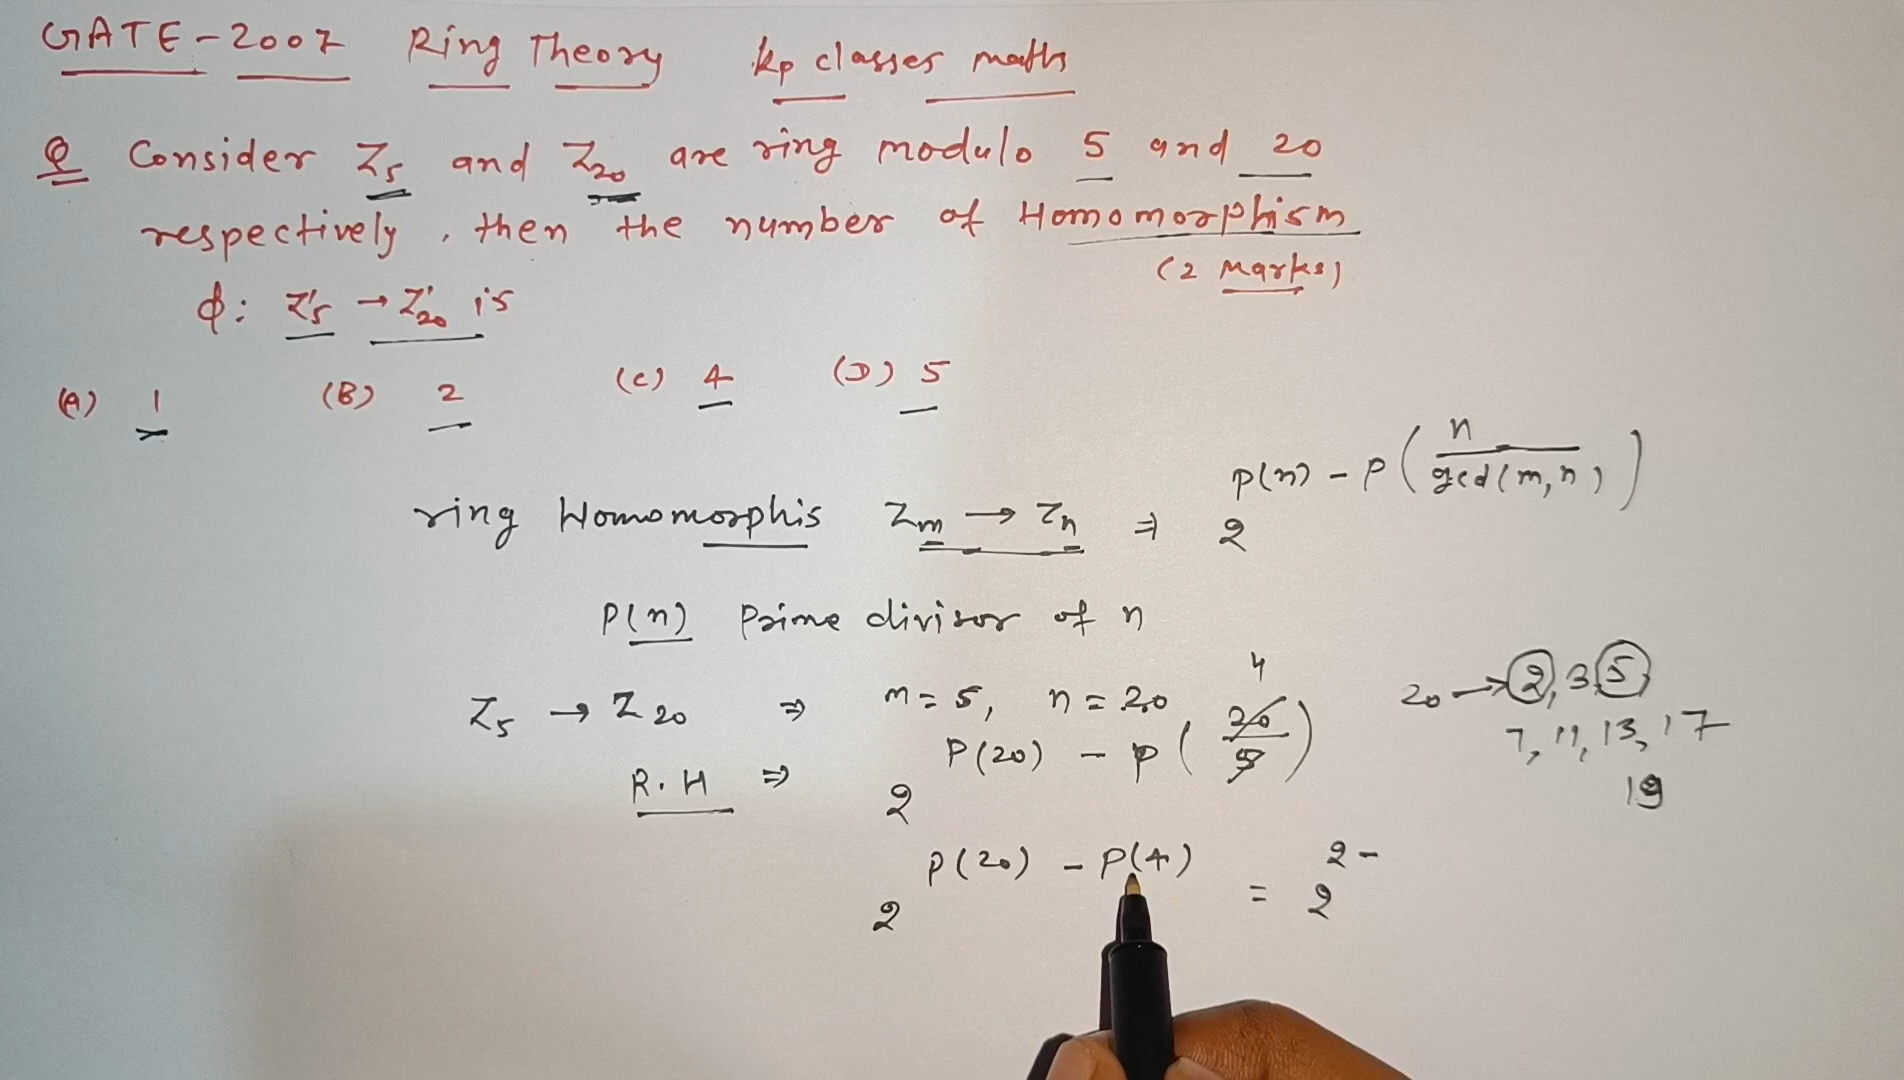 GATE-2007 Ring Theory kp classes maths
Q Consider Z₅ and Z₂₀ are ring modulo 5 and 20
respectively, then the number of Homomorphism
(2 Marks)
φ: Z₅ → Z₂₀ is
(A) 1 (B) 2 (C) 4 (D) 5
ring Homomorphis Zm → Zn ⇒ 2^(P(n) - P(n/gcd(m,n)))
P(n) Prime divisor of n
Z₅ → Z₂₀ ⇒ m=5, n=20
R.H ⇒ 2^(P(20) - P(20/5)) 4
20 → 2, 3, 5,
7, 11, 13, 17
19
2^(P(20) - P(4)) = 2^(2-